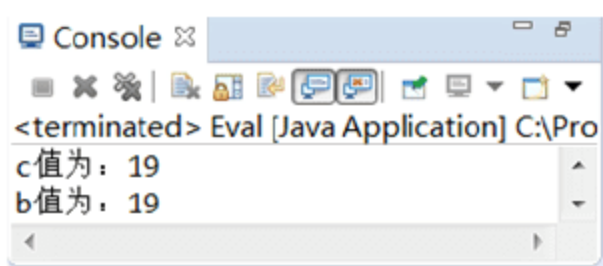 Console
<terminated> Eval [Java Application] C:\Pro
c值为：19
b值为：19